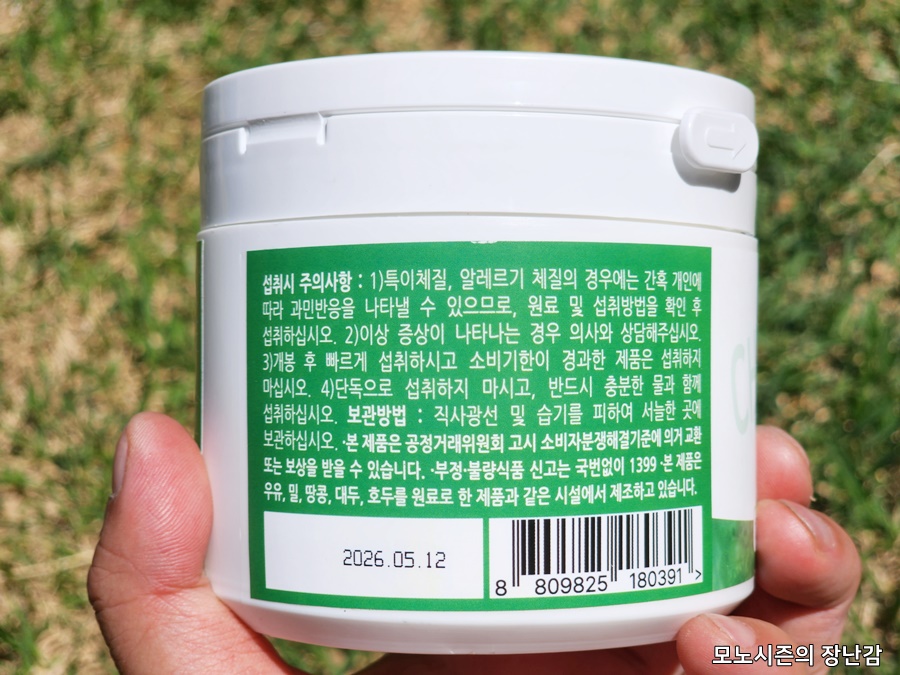 섭취시 주의사항 : 1)특이체질, 알레르기 체질의 경우에는 간혹 개인에
따라 과민반응을 나타낼 수 있으므로, 원료 및 섭취방법을 확인 후
섭취하십시오. 2)이상 증상이 나타나는 경우 의사와 상담해주십시오.
3)개봉 후 빠르게 섭취하시고 소비기한이 경과한 제품은 섭취하지
마십시오. 4)단독으로 섭취하지 마시고, 반드시 충분한 물과 함께
섭취하십시오. 보관방법 : 직사광선 및 습기를 피하여 서늘한 곳에
보관하십시오. ·본 제품은 공정거래위원회 고시 소비자분쟁해결기준에 의거 교환
또는 보상을 받을 수 있습니다. ·부정·불량식품 신고는 국번없이 1399 ·본 제품은
우유, 밀, 땅콩, 대두, 호두를 원료로 한 제품과 같은 시설에서 제조하고 있습니다.
2026.05.12
8 809825 180391 >
모노시즌의 장난감